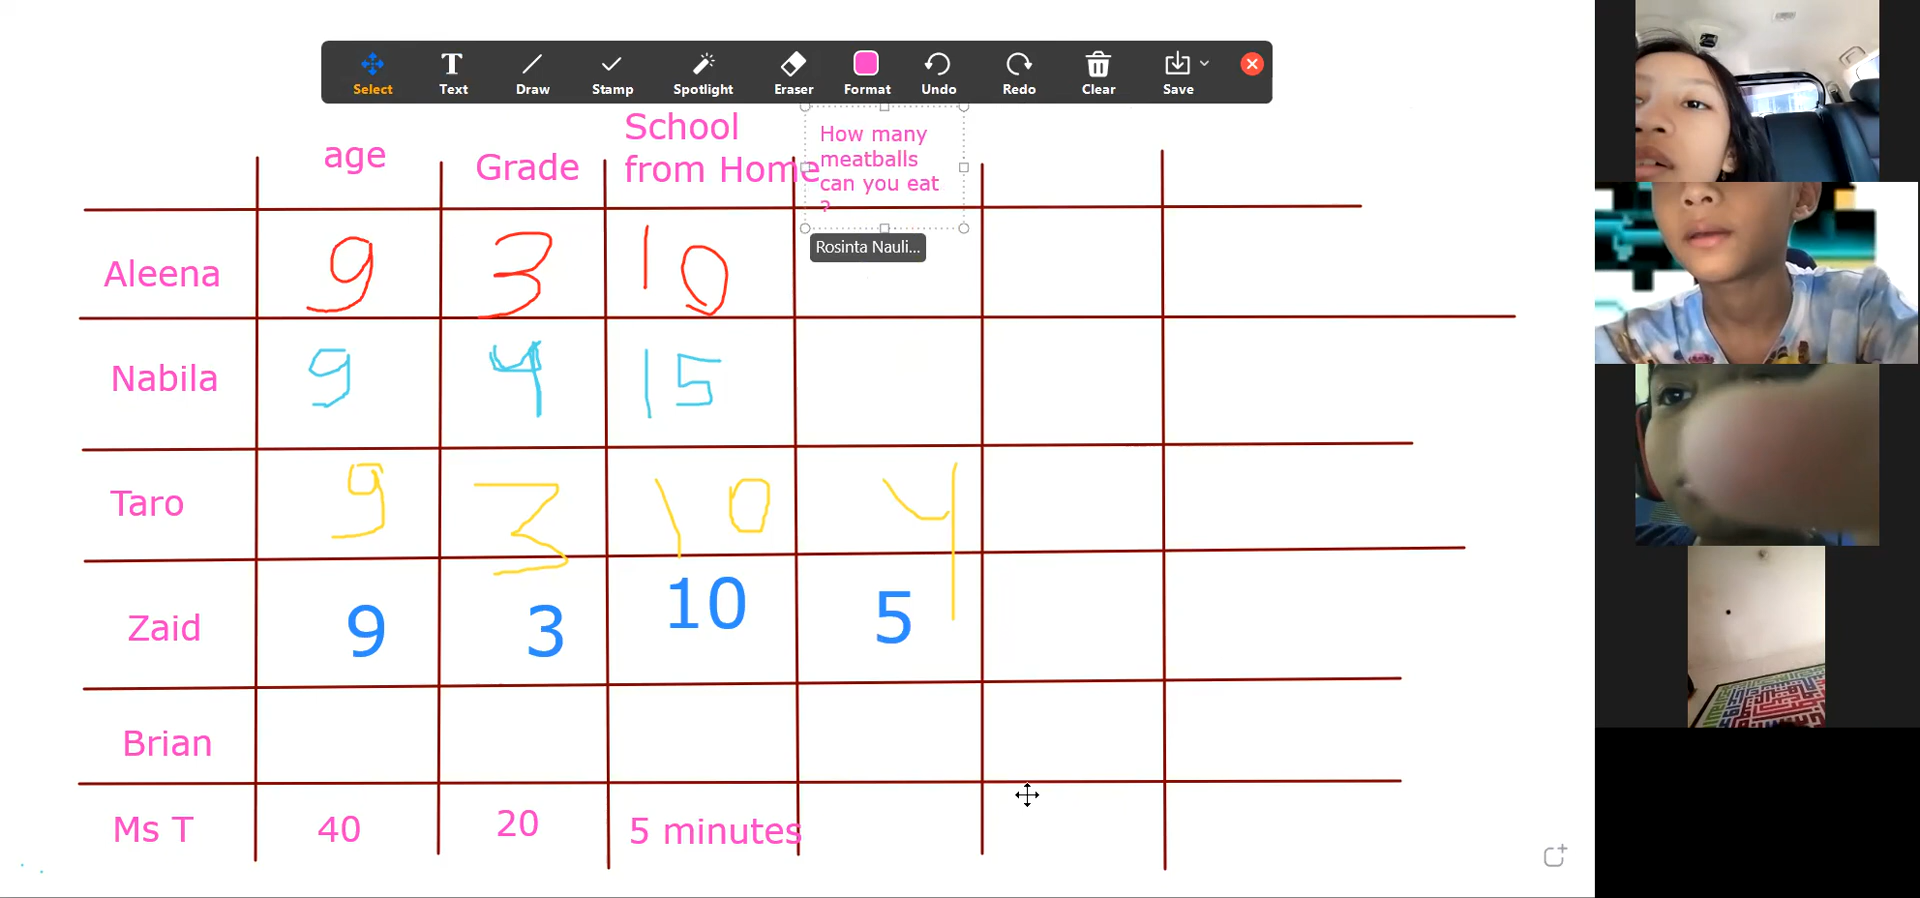 Select Text Draw Stamp Spotlight Eraser Format Undo Redo Clear Save
age
Grade
School
from Home
How many
meatballs
can you eat
?
Rosinta Nauli...
Aleena 9 3 10
Nabila 9 4 15
Taro 9 3 10 4
Zaid 9 3 10 5
Brian
Ms T 40 20 5 minutes